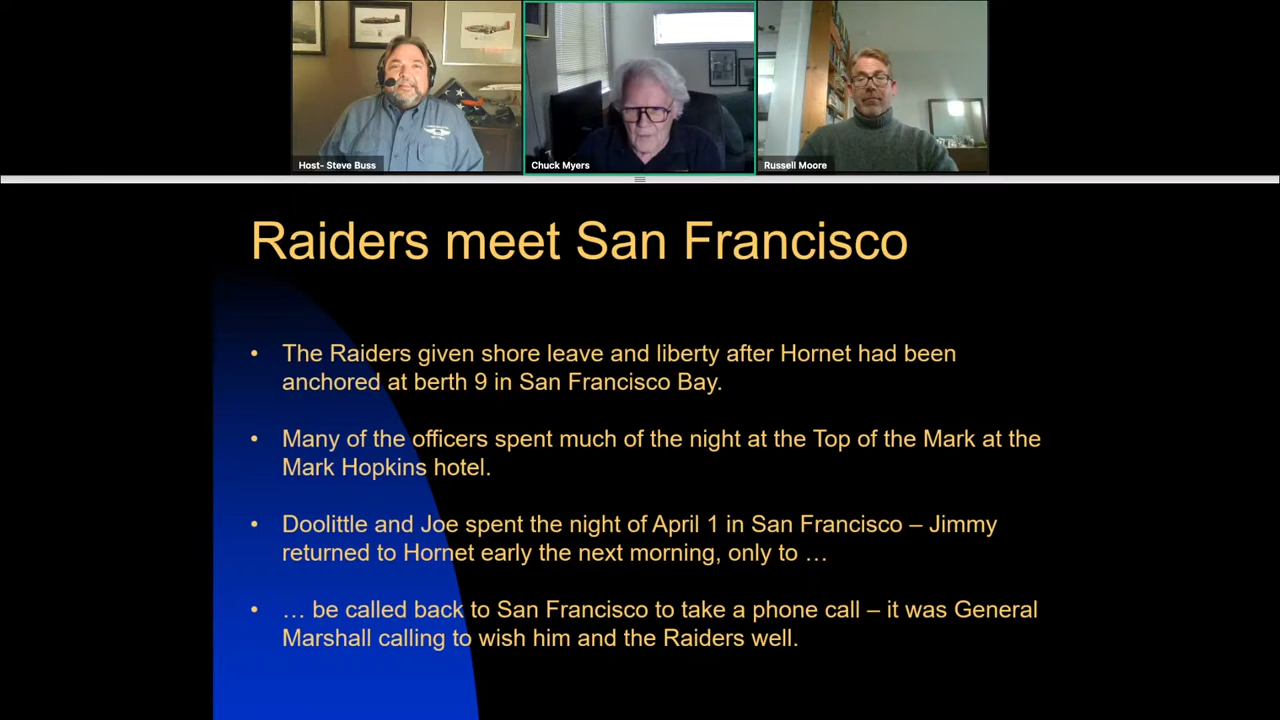 Host- Steve Buss
Chuck Myers
Russell Moore
Raiders meet San Francisco
• The Raiders given shore leave and liberty after Hornet had been
anchored at berth 9 in San Francisco Bay.
• Many of the officers spent much of the night at the Top of the Mark at the
Mark Hopkins hotel.
• Doolittle and Joe spent the night of April 1 in San Francisco – Jimmy
returned to Hornet early the next morning, only to …
• … be called back to San Francisco to take a phone call – it was General
Marshall calling to wish him and the Raiders well.